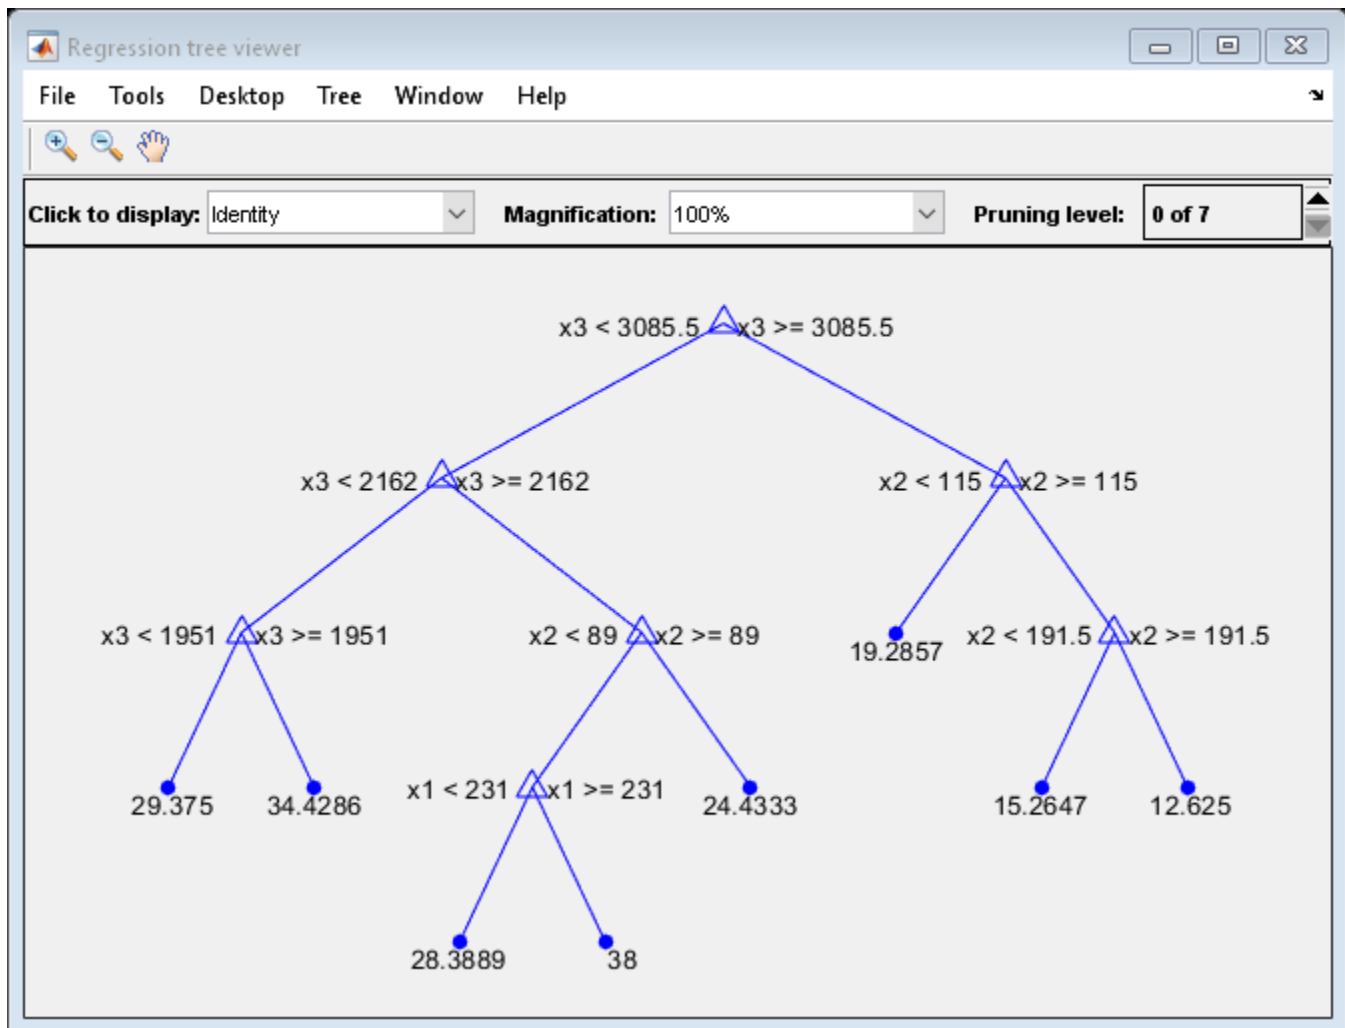 Regression tree viewer
File Tools Desktop Tree Window Help
Click to display: Identity Magnification: 100% Pruning level: 0 of 7
x3 < 3085.5 x3 >= 3085.5
x3 < 2162 x3 >= 2162 x2 < 115 x2 >= 115
x3 < 1951 x3 >= 1951 x2 < 89 x2 >= 89 x2 < 191.5 x2 >= 191.5
19.2857
x1 < 231 x1 >= 231
29.375 34.4286 24.4333 15.2647 12.625
28.3889 38